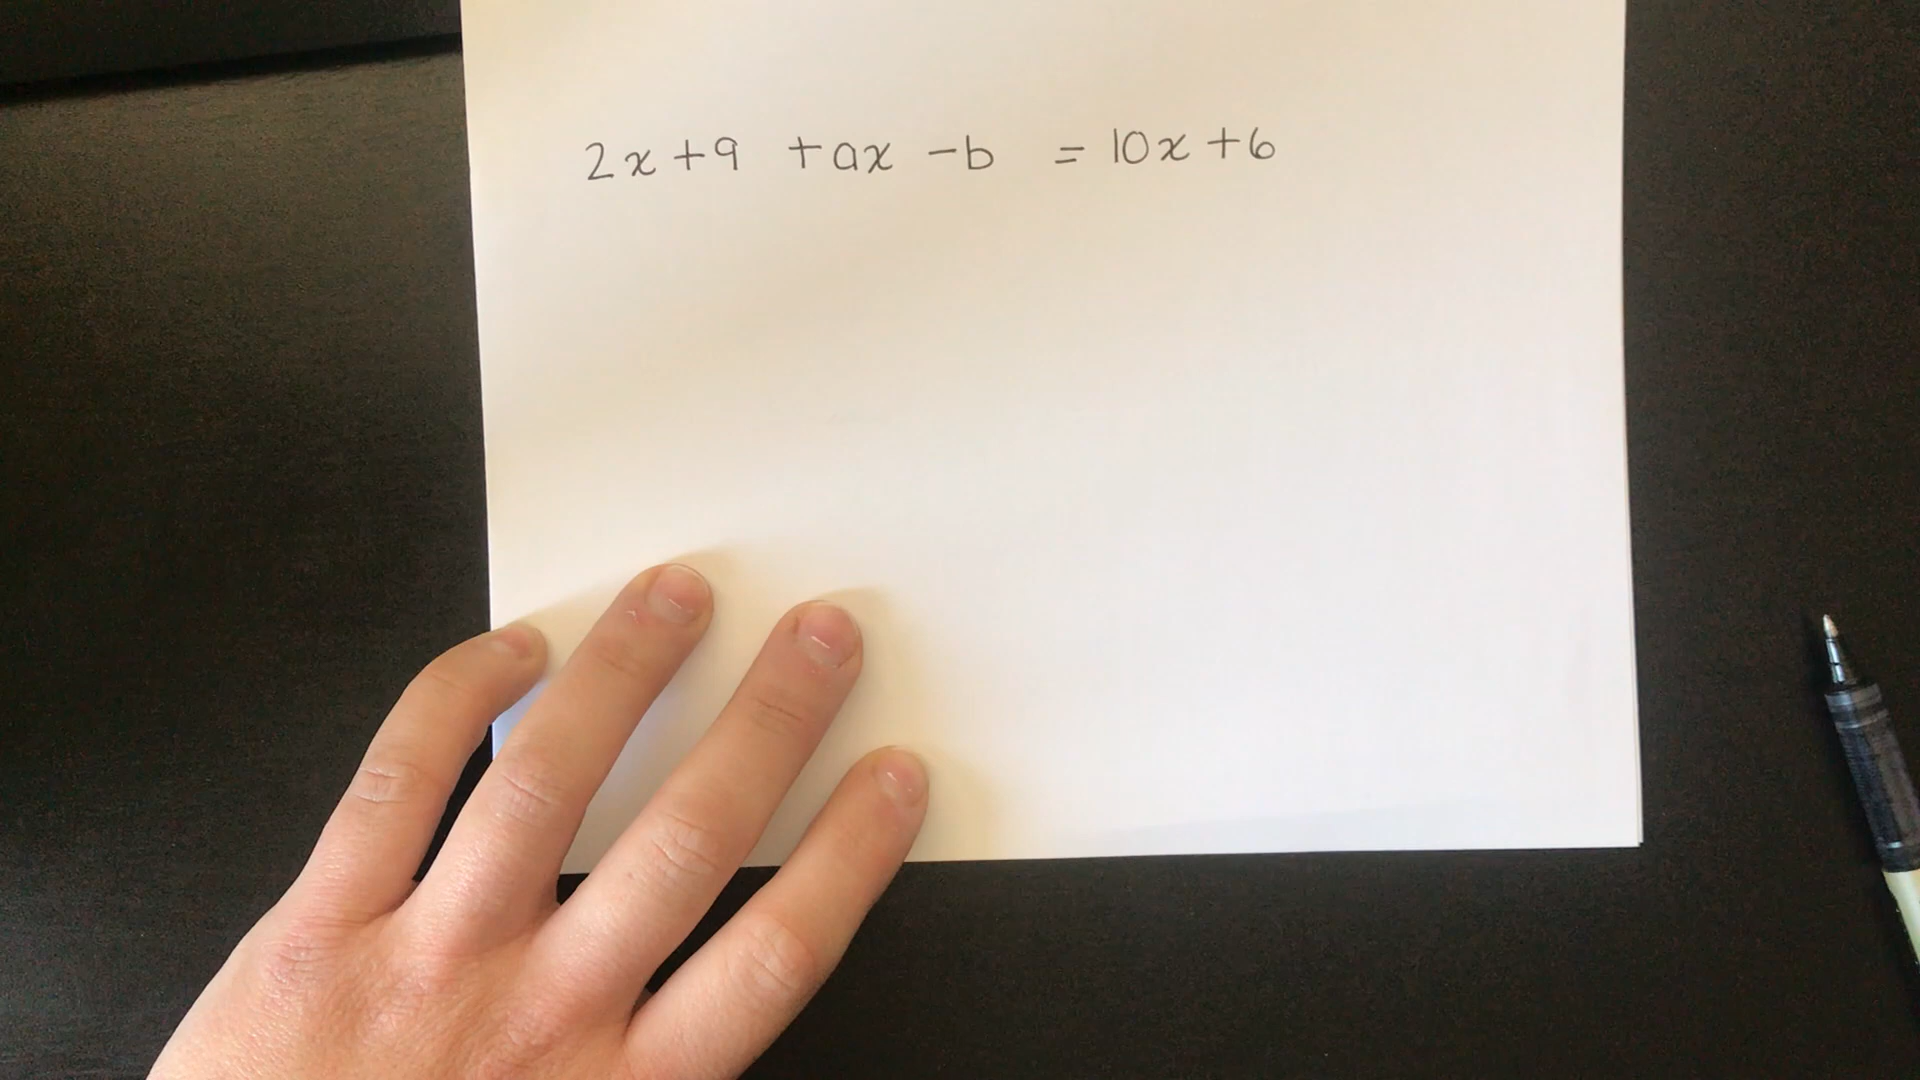 2x+9 +ax -b = 10x+6